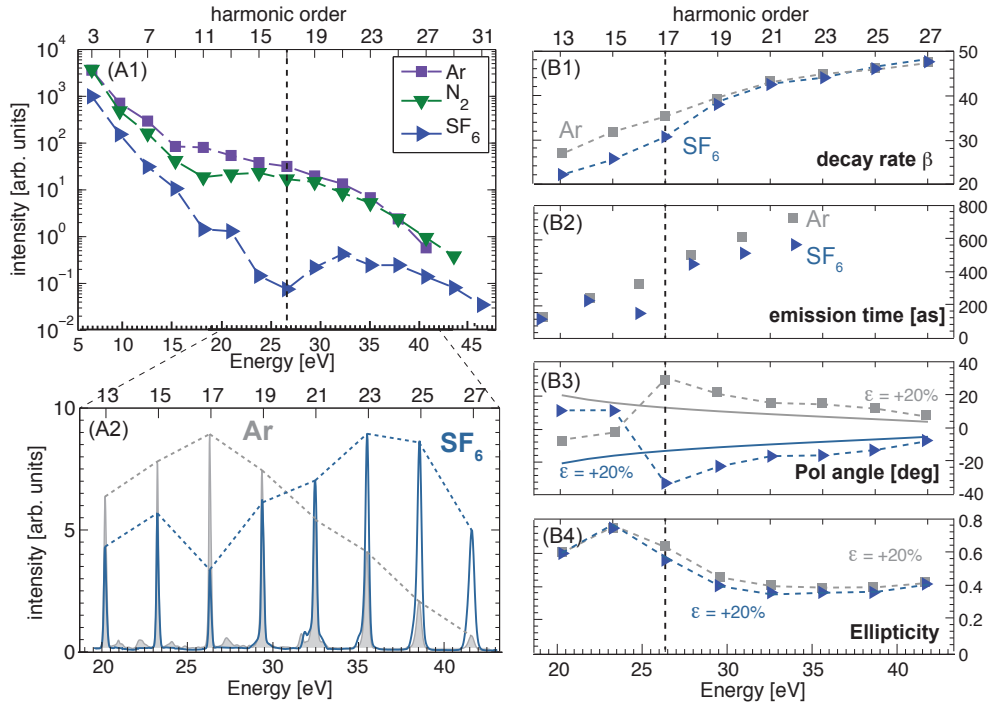 harmonic order
3 7 11 15 19 23 27 31
(A1)
Ar
N2
SF6
intensity [arb. units]
10^4
10^3
10^2
10^1
10^0
10^-1
10^-2
5 10 15 20 25 30 35 40 45
Energy [eV]
13 15 17 19 21 23 25 27
(A2)
Ar
SF6
intensity [arb. units]
10
5
0
20 25 30 35 40
Energy [eV]
harmonic order
13 15 17 19 21 23 25 27
(B1)
Ar
SF6
decay rate β
50
40
30
20
(B2)
Ar
SF6
emission time [as]
800
600
400
200
0
(B3)
ε = +20%
ε = +20%
Pol angle [deg]
40
20
0
-20
-40
(B4)
ε = +20%
ε = +20%
Ellipticity
0.8
0.6
0.4
0.2
0
20 25 30 35 40
Energy [eV]